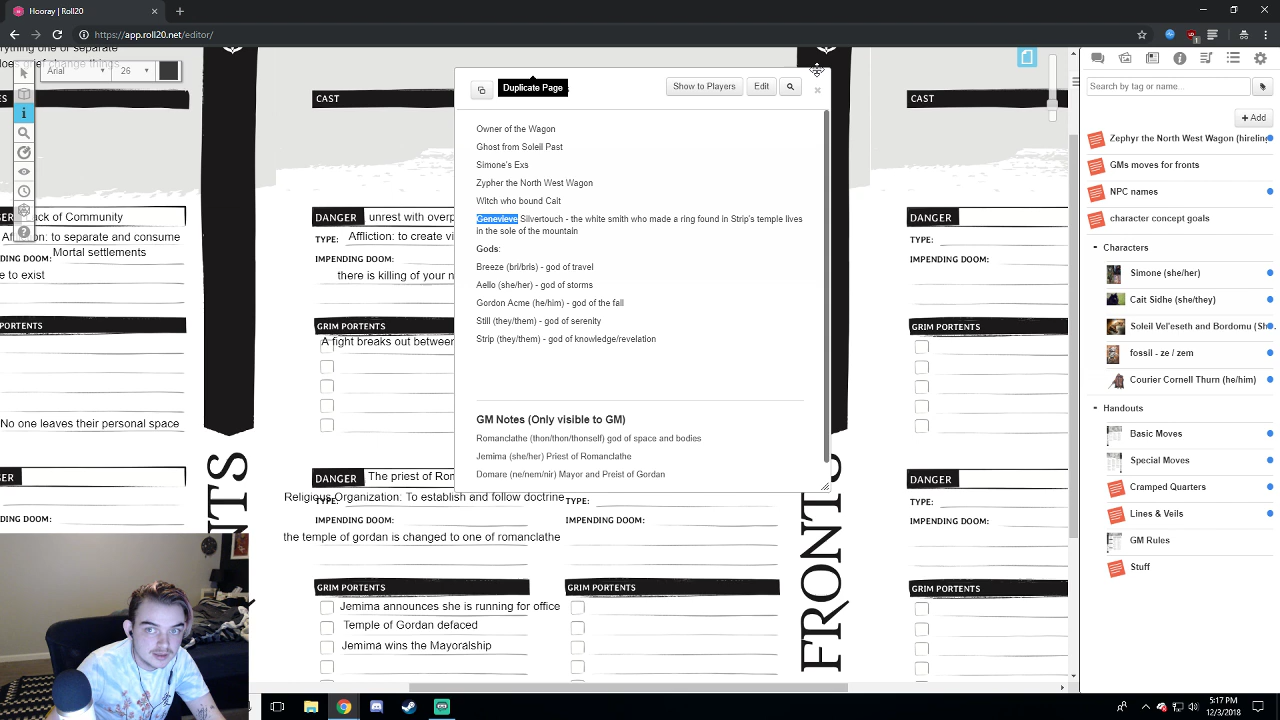 Hooray | Roll20
https://app.roll20.net/editor/
Arial
26
everything one or separate
CAST
CAST
Duplicate Page
Show to Players
Edit
Owner of the Wagon
Ghost from Soleil Past
Simone's Exs
Zypher the North West Wagon
Witch who bound Cait
Genevieve Silvertouch - the white smith who made a ring found in Strip's temple lives
in the sole of the mountain
Gods:
Breeze (bri/bris) - god of travel
Aello (she/her) - god of storms
Gordon Acme (he/him) - god of the fall
Still (they/them) - god of serenity
Strip (they/them) - god of knowledge/revelation
GM Notes (Only visible to GM)
Romanclathe (thon/thon/thonself) god of space and bodies
Jemima (she/her) Priest of Romanclathe
Domare (ne/nem/nir) Mayor and Preist of Gordan
ck of Community
Affliction: to separate and consume
Mortal settlements
DOOM:
e to exist
PORTENTS
No one leaves their personal space
DANGER
unrest with overp
TYPE:
Affliction: to create vi
IMPENDING DOOM:
there is killing of your n
GRIM PORTENTS
A fight breaks out between
DANGER
The priest of Ron
Religious Organization: To establish and follow doctrine
TYPE:
TYPE:
IMPENDING DOOM:
IMPENDING DOOM:
the temple of gordan is changed to one of romanclathe
GRIM PORTENTS
GRIM PORTENTS
Jemima announces she is running for office
Temple of Gordan defaced
Jemima wins the Mayoralship
FRONTS
FRONTS
DANGER
TYPE:
IMPENDING DOOM:
GRIM PORTENTS
DANGER
TYPE:
IMPENDING DOOM:
GRIM PORTENTS
Search by tag or name...
+ Add
Zephyr the North West Wagon (hireling
GMs moves for fronts
NPC names
character concept goals
Characters
Simone (she/her)
Cait Sidhe (she/they)
Soleil Vel'eseth and Bordomu (Sh
fossil - ze / zem
Courier Cornell Thurn (he/him)
Handouts
Basic Moves
Special Moves
Cramped Quarters
Lines & Veils
GM Rules
Stuff
5:17 PM
12/3/2018